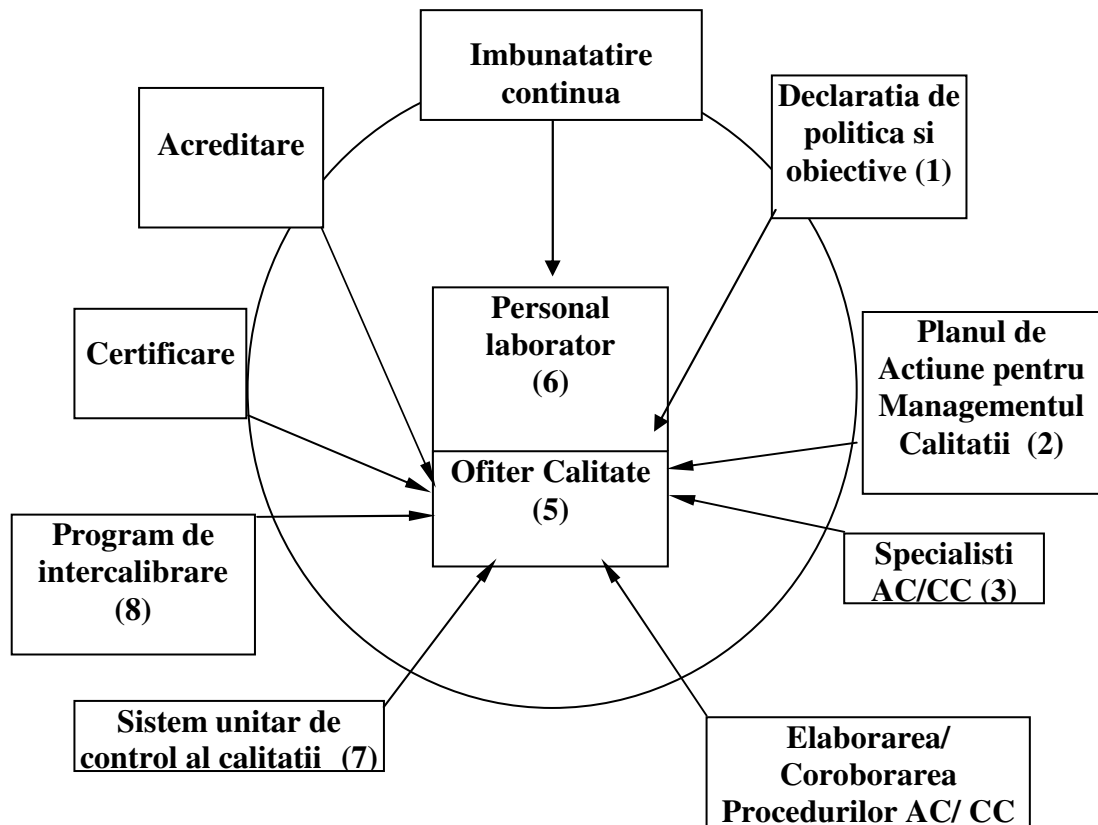 Imbunatatire
continua
Declaratia de
politica si
obiective (1)
Acreditare
Personal
laborator
(6)
Certificare
Planul de
Actiune pentru
Managementul
Calitatii (2)
Ofiter Calitate
(5)
Program de
intercalibrare
(8)
Specialisti
AC/CC (3)
Sistem unitar de
control al calitatii (7)
Elaborarea/
Coroborarea
Procedurilor AC/ CC